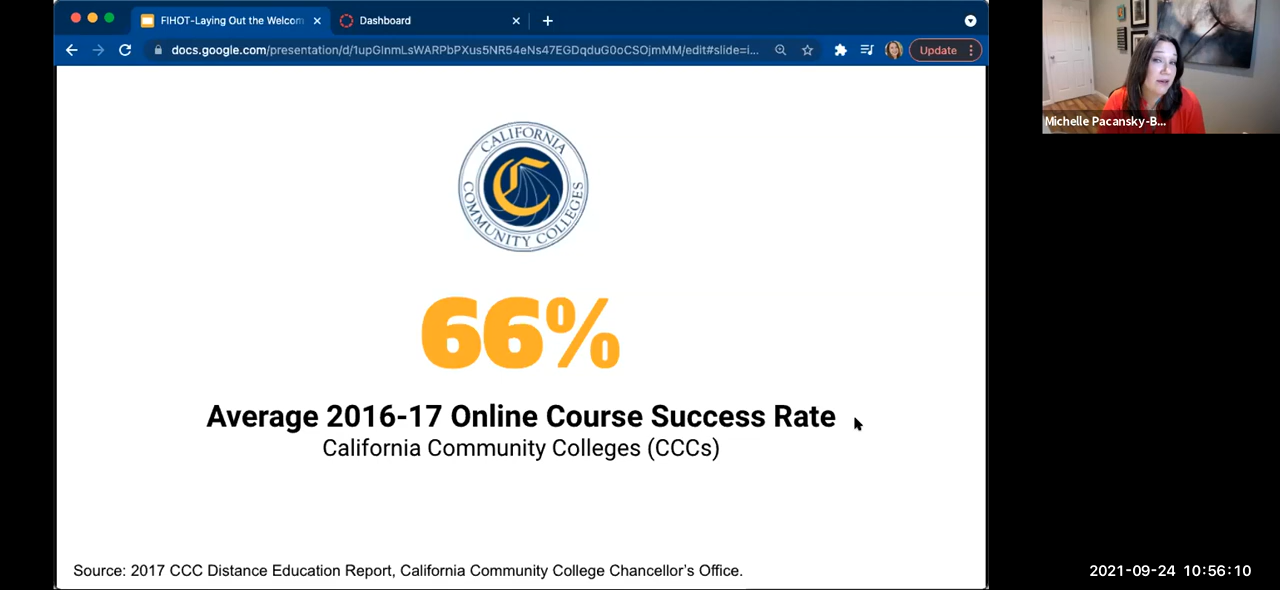 FIHOT-Laying Out the Welcom
Dashboard
docs.google.com/presentation/d/1upGInmLsWARPbPXus5NR54eNs47EGDqduG0oCSOjmMM/edit#slide=i...
Update
Michelle Pacansky-B...
CALIFORNIA
COMMUNITY COLLEGES
C
66%
Average 2016-17 Online Course Success Rate
California Community Colleges (CCCs)
Source: 2017 CCC Distance Education Report, California Community College Chancellor's Office.
2021-09-24 10:56:10